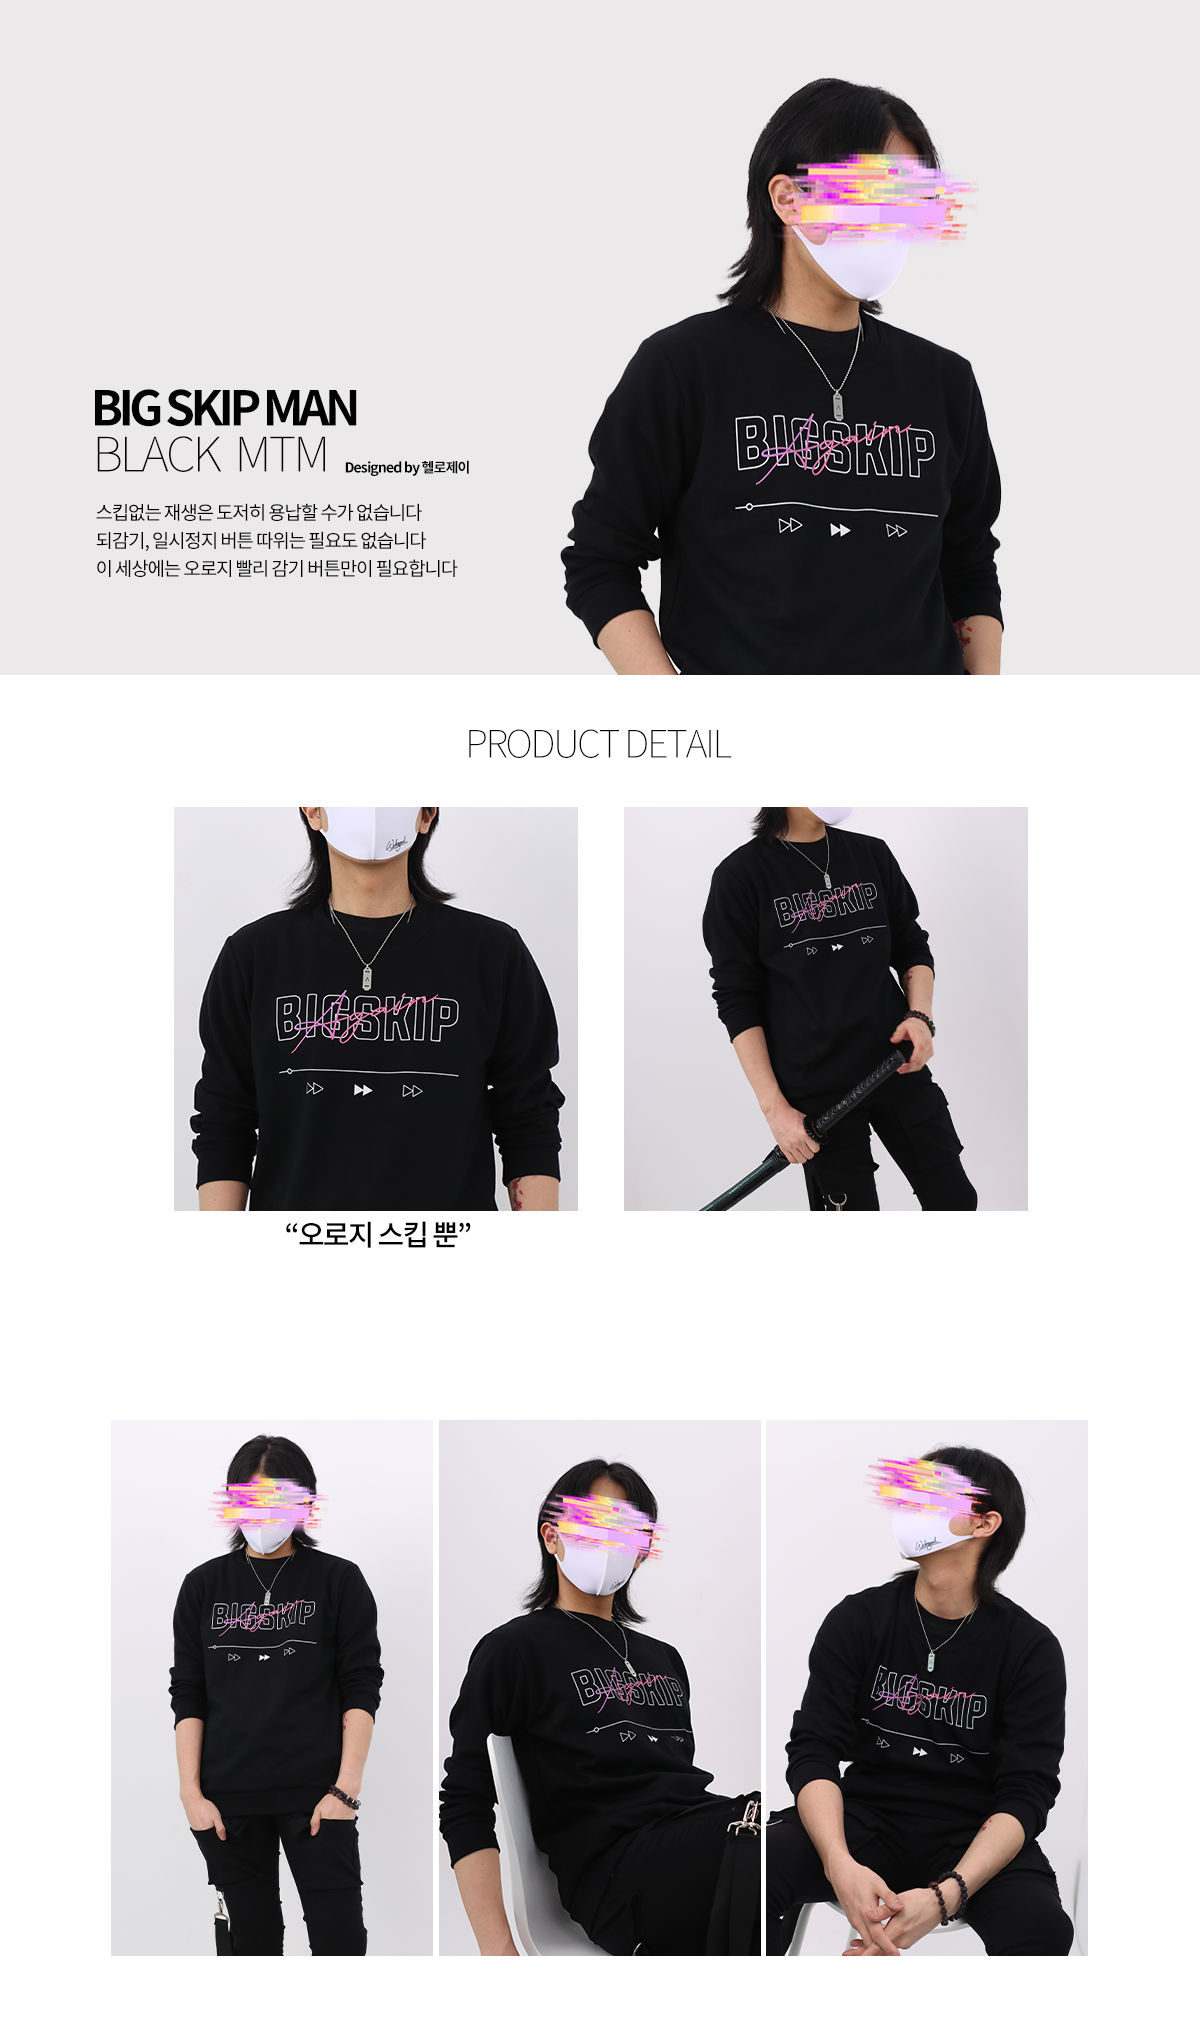 BIG SKIP MAN
BLACK MTM Designed by 헬로제이
스킵없는 재생은 도저히 용납할 수가 없습니다
되감기, 일시정지 버튼 따위는 필요도 없습니다
이 세상에는 오로지 빨리 감기 버튼만이 필요합니다
BIGSKIP
Again
PRODUCT DETAIL
BIGSKIP
Again
BIGSKIP
Again
“오로지 스킵 뿐”
BIGSKIP
Again
BIGSKIP
Again
BIGSKIP
Again